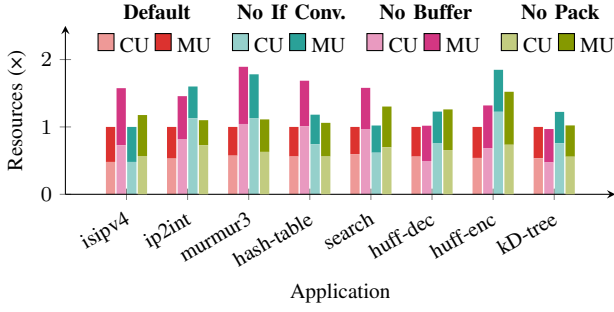 Default No If Conv. No Buffer No Pack
CU MU CU MU CU MU CU MU
Resources (×)
2
1
0
isipv4 ip2int murmur3 hash-table search huff-dec huff-enc kD-tree
Application